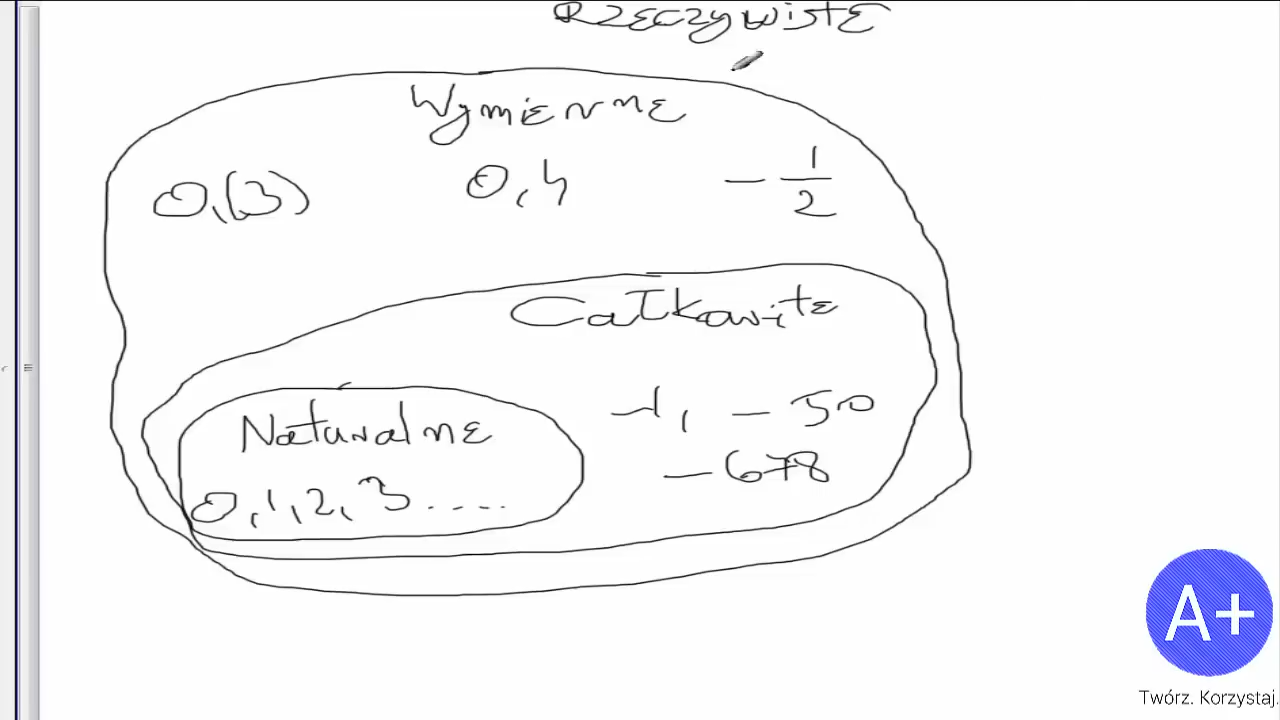 Rzeczywiste
Wymierne
0,(3) 0,4 - 1/2
Całkowite
Naturalne
-1, -50
-678
0,1,2,3.....
A+
Twórz. Korzystaj.